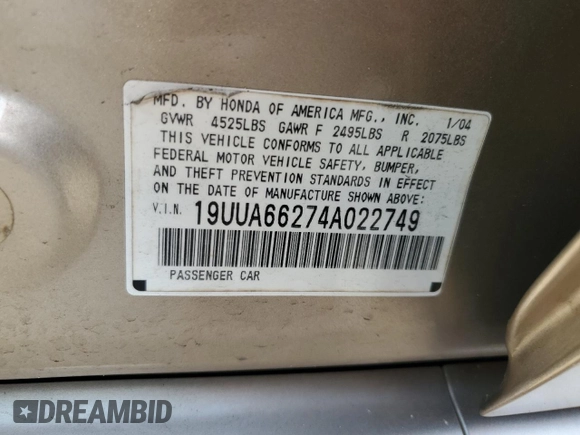 MFD. BY HONDA OF AMERICA MFG., INC. 1/04
GVWR 4525LBS GAWR F 2495LBS R 2075LBS
THIS VEHICLE CONFORMS TO ALL APPLICABLE
FEDERAL MOTOR VEHICLE SAFETY, BUMPER,
AND THEFT PREVENTION STANDARDS IN EFFECT
ON THE DATE OF MANUFACTURE SHOWN ABOVE:
V.I.N. 19UUA66274A022749
PASSENGER CAR
DREAMBID